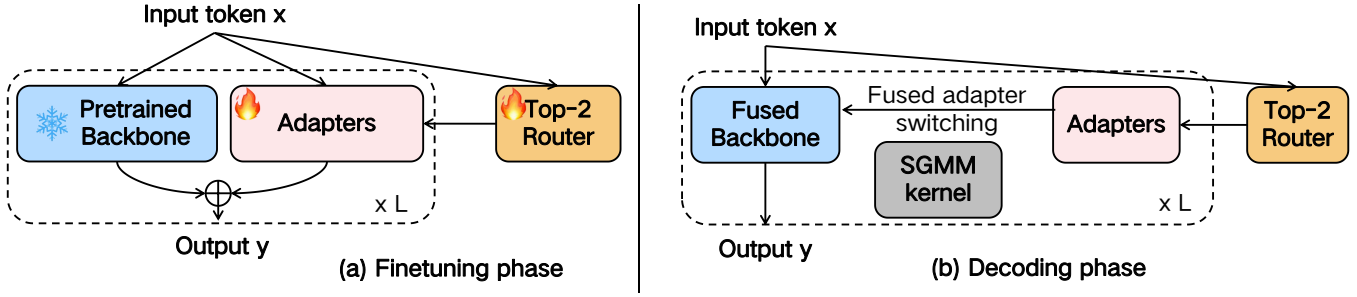 Input token x
Pretrained
Backbone
Adapters
Top-2
Router
x L
Output y
(a) Finetuning phase
Input token x
Fused
Backbone
Fused adapter
switching
Adapters
Top-2
Router
SGMM
kernel
x L
Output y
(b) Decoding phase